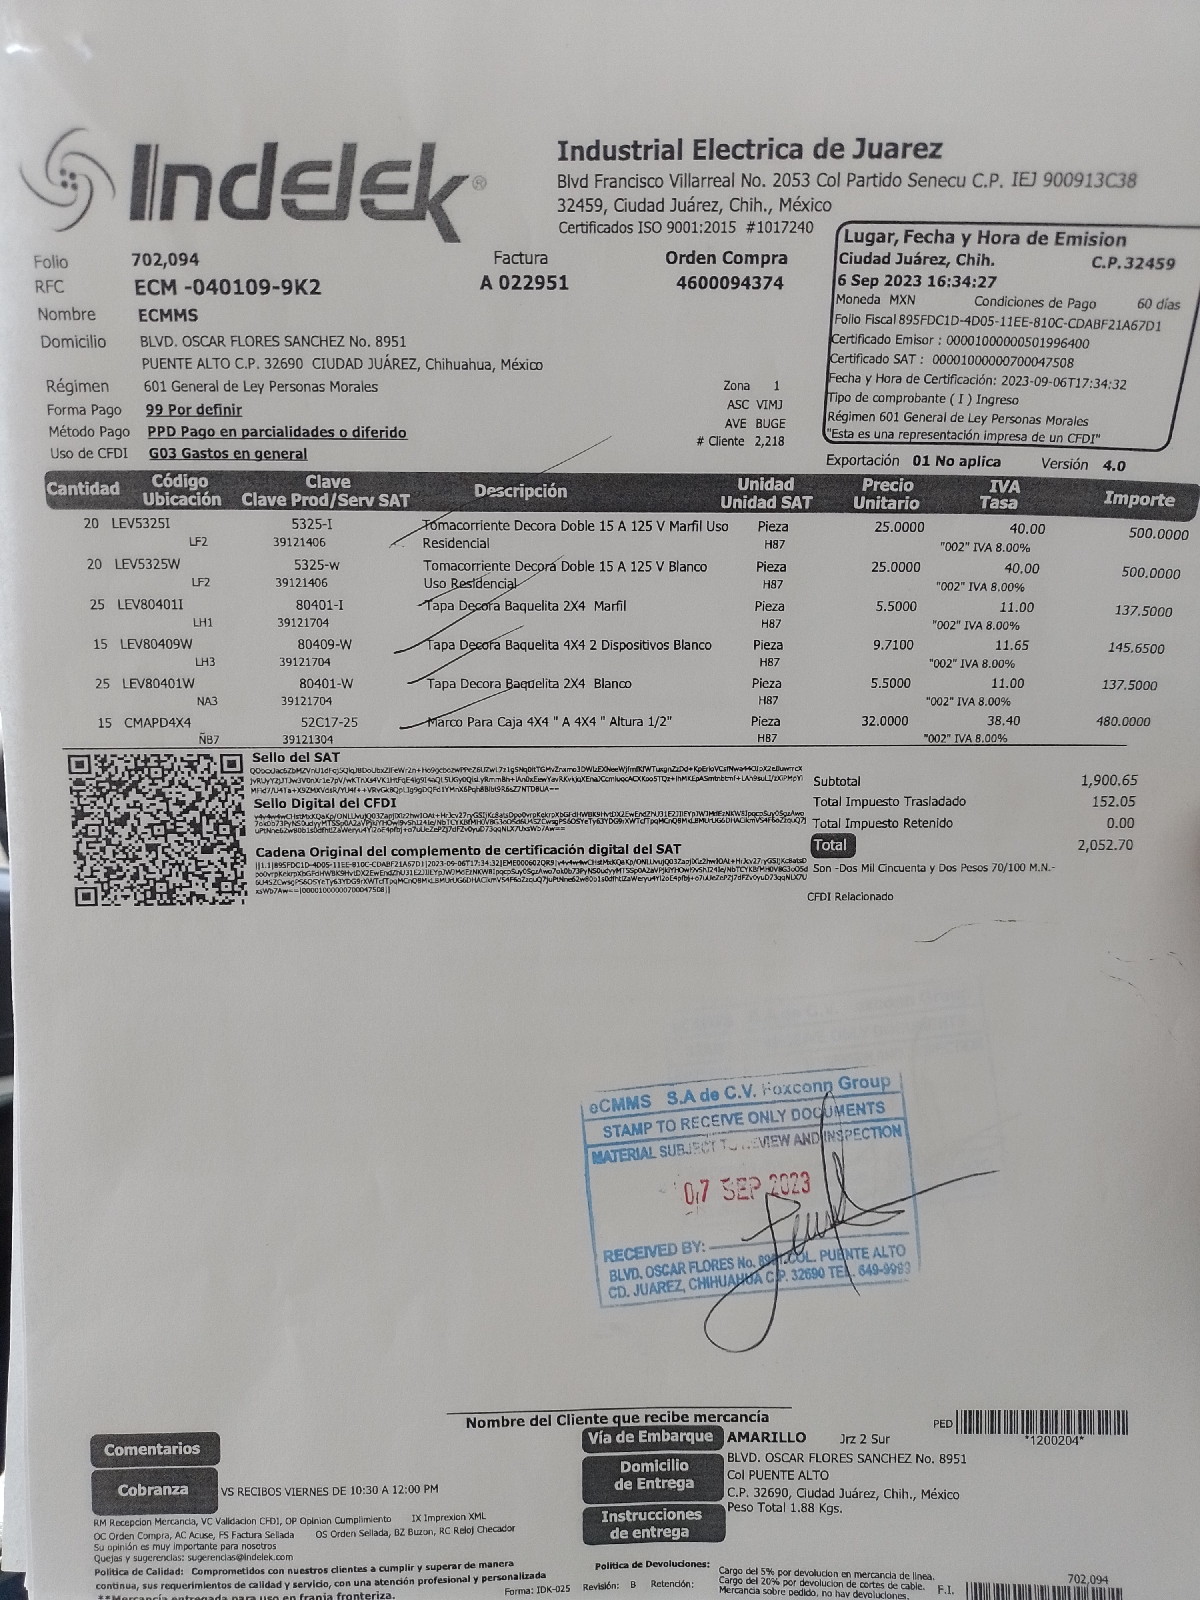 Indelek®
Industrial Electrica de Juarez
Blvd Francisco Villarreal No. 2053 Col Partido Senecu C.P. IEJ 900913C38
32459, Ciudad Juárez, Chih., México
Certificados ISO 9001:2015 #1017240
Folio 702,094 Factura Orden Compra
RFC ECM -040109-9K2 A 022951 4600094374
Nombre ECMMS
Domicilio BLVD. OSCAR FLORES SANCHEZ No. 8951
PUENTE ALTO C.P. 32690 CIUDAD JUÁREZ, Chihuahua, México
Régimen 601 General de Ley Personas Morales
Forma Pago 99 Por definir
Método Pago PPD Pago en parcialidades o diferido
Uso de CFDI G03 Gastos en general
Zona 1
ASC VIMJ
AVE BUGE
# Cliente 2,218
Lugar, Fecha y Hora de Emision
Ciudad Juárez, Chih. C.P.32459
6 Sep 2023 16:34:27
Moneda MXN Condiciones de Pago 60 días
Folio Fiscal 895FDC1D-4D05-11EE-810C-CDABF21A67D1
Certificado Emisor : 00001000000501996400
Certificado SAT : 00001000000700047508
Fecha y Hora de Certificación: 2023-09-06T17:34:32
Tipo de comprobante ( I ) Ingreso
Régimen 601 General de Ley Personas Morales
"Esta es una representación impresa de un CFDI"
Exportación 01 No aplica Versión 4.0
Cantidad Código Ubicación Clave Clave Prod/Serv SAT Descripción Unidad Unidad SAT Precio Unitario IVA Tasa Importe
20 LEV5325I 5325-I Tomacorriente Decora Doble 15 A 125 V Marfil Uso Pieza 25.0000 40.00 500.0000
LF2 39121406 Residencial H87 "002" IVA 8.00%
20 LEV5325W 5325-w Tomacorriente Decora Doble 15 A 125 V Blanco Pieza 25.0000 40.00 500.0000
LF2 39121406 Uso Residencial H87 "002" IVA 8.00%
25 LEV80401I 80401-I Tapa Decora Baquelita 2X4 Marfil Pieza 5.5000 11.00 137.5000
LH1 39121704 H87 "002" IVA 8.00%
15 LEV80409W 80409-W Tapa Decora Baquelita 4X4 2 Dispositivos Blanco Pieza 9.7100 11.65 145.6500
LH3 39121704 H87 "002" IVA 8.00%
25 LEV80401W 80401-W Tapa Decora Baquelita 2X4 Blanco Pieza 5.5000 11.00 137.5000
NA3 39121704 H87 "002" IVA 8.00%
15 CMAPD4X4 52C17-25 Marco Para Caja 4X4 " A 4X4 " Altura 1/2" Pieza 32.0000 38.40 480.0000
ÑB7 39121304 H87 "002" IVA 8.00%
Sello del SAT
Sello Digital del CFDI
Cadena Original del complemento de certificación digital del SAT
Subtotal 1,900.65
Total Impuesto Trasladado 152.05
Total Impuesto Retenido 0.00
Total 2,052.70
Son -Dos Mil Cincuenta y Dos Pesos 70/100 M.N.-
CFDI Relacionado
eCMMS S.A de C.V. Foxconn Group
STAMP TO RECEIVE ONLY DOCUMENTS
MATERIAL SUBJECT TO REVIEW AND INSPECTION
07 SEP 2023
RECEIVED BY:
BLVD. OSCAR FLORES No. 8951 COL. PUENTE ALTO
CD. JUAREZ, CHIHUAHUA C.P. 32690 TEL. 649-9999
Nombre del Cliente que recibe mercancía
PED *1200204*
Comentarios
Cobranza VS RECIBOS VIERNES DE 10:30 A 12:00 PM
Vía de Embarque AMARILLO Jrz 2 Sur
Domicilio de Entrega BLVD. OSCAR FLORES SANCHEZ No. 8951
Col PUENTE ALTO
C.P. 32690, Ciudad Juárez, Chih., México
Peso Total 1.88 Kgs.
Instrucciones de entrega
RM Recepcion Mercancia, VC Validacion CFDI, OP Opinion Cumplimiento IX Imprexion XML
OC Orden Compra, AC Acuse, FS Factura Sellada OS Orden Sellada, BZ Buzon, RC Reloj Checador
Su opinión es muy importante para nosotros
Quejas y sugerencias: sugerencias@indelek.com
Politica de Calidad: Comprometidos con nuestros clientes a cumplir y superar de manera
continua, sus requerimientos de calidad y servicio, con una atención profesional y personalizada
**Mercancia entregada para uso en franja fronteriza.
Forma: IDK-025 Revisión: B Retención:
Politica de Devoluciones: Cargo del 5% por devolucion en mercancia de linea.
Cargo del 20% por devolucion de cortes de cable.
Mercancia sobre pedido, no hay devoluciones.
F.I. 702,094